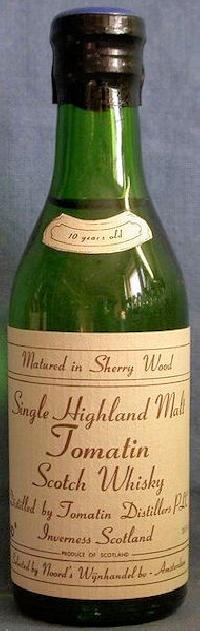 10 years old
Matured in Sherry Wood
Single Highland Malt
Tomatin
Scotch Whisky
Distilled by Tomatin Distillers P.L.C.
Inverness Scotland
PRODUCE OF SCOTLAND
Selected by Noord's Wijnhandel bv - Amsterdam